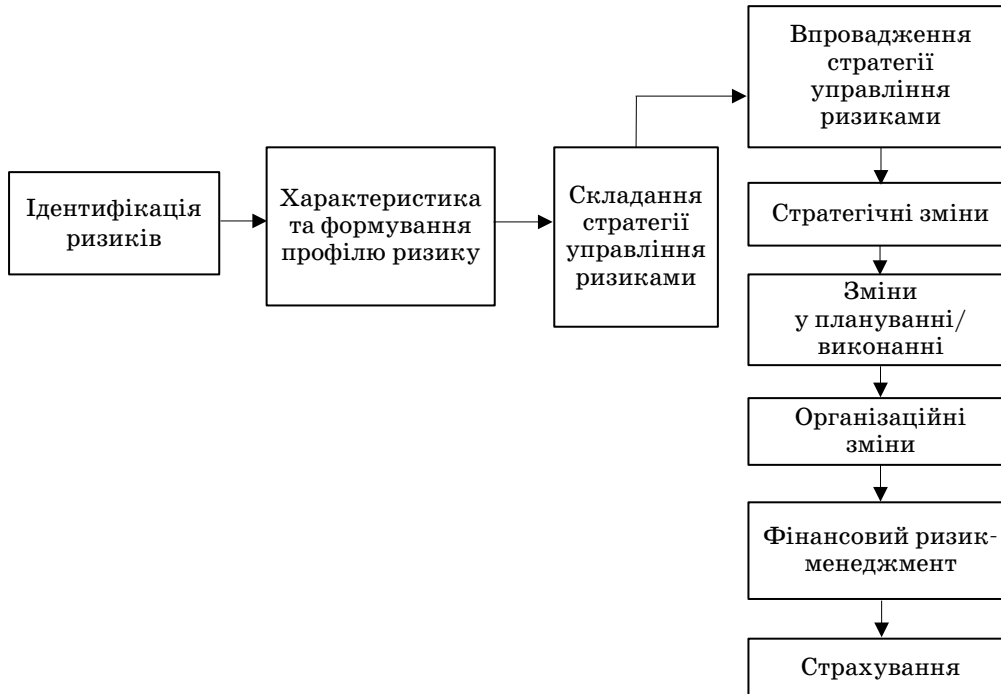 Ідентифікація
ризиків
Характеристика
та формування
профілю ризику
Складання
стратегії
управління
ризиками
Впровадження
стратегії
управління
ризиками
Стратегічні зміни
Зміни
у плануванні/
виконанні
Організаційні
зміни
Фінансовий ризик-
менеджмент
Страхування